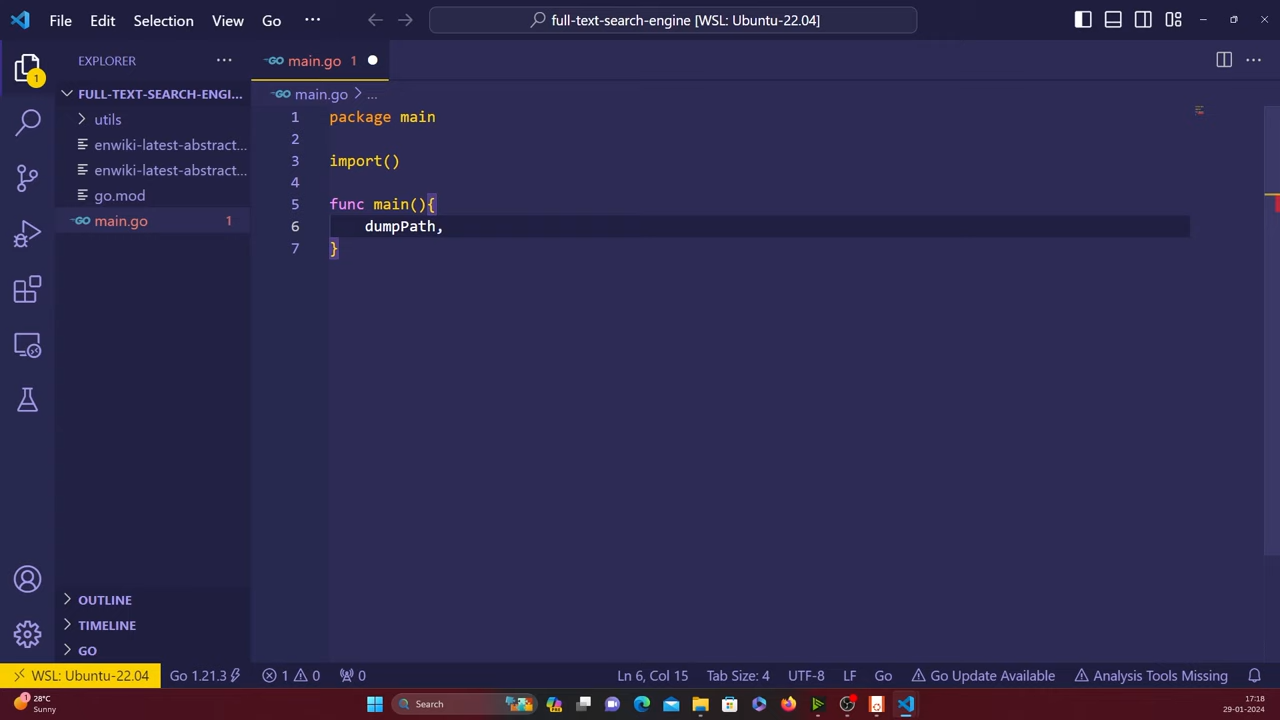 File Edit Selection View Go ··· full-text-search-engine [WSL: Ubuntu-22.04]
EXPLORER ···
FULL-TEXT-SEARCH-ENGI...
utils
enwiki-latest-abstract...
enwiki-latest-abstract...
go.mod
GO main.go 1
OUTLINE
TIMELINE
GO
GO main.go 1
GO main.go > ...
1 package main
2
3 import()
4
5 func main(){
6 dumpPath,
7 }
1
WSL: Ubuntu-22.04 Go 1.21.3 1 0 0 Ln 6, Col 15 Tab Size: 4 UTF-8 LF Go Go Update Available Analysis Tools Missing
28°C
Sunny
Search
17:18
29-01-2024